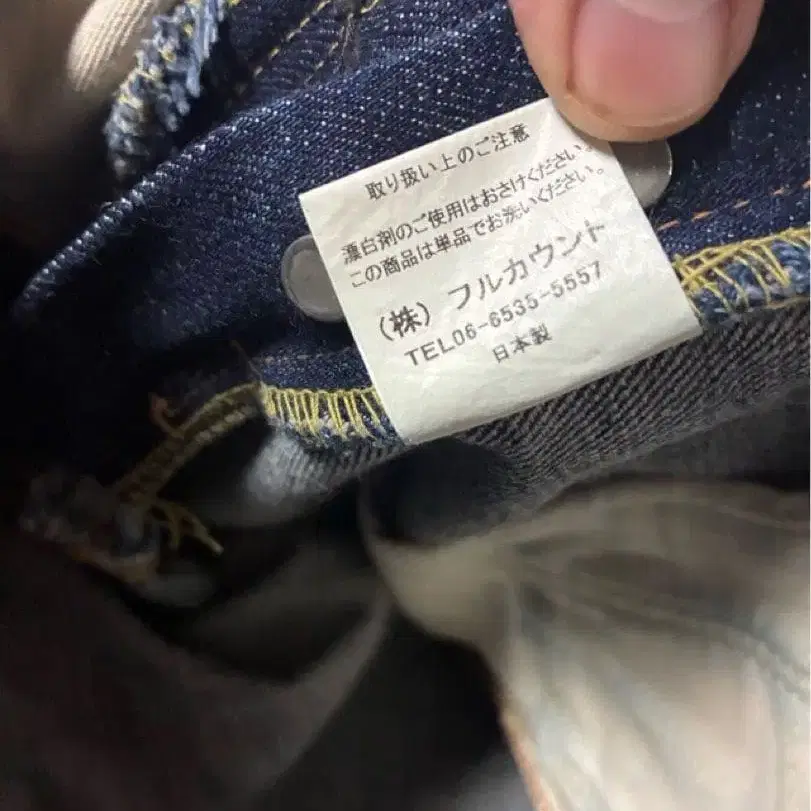 取り扱い上のご注意
漂白剤のご使用はおさけください。
この商品は単品でお洗いください。
（株）フルカウント
TEL06-6535-5557
日本製